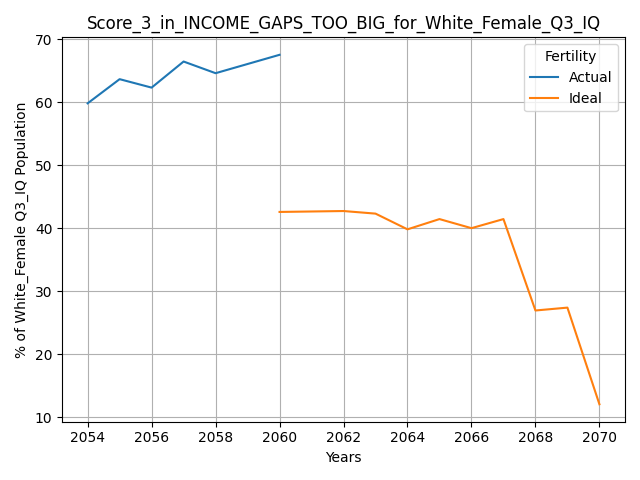 Score_3_in_INCOME_GAPS_TOO_BIG_for_White_Female_Q3_IQ
70
60
50
40
30
20
10
% of White_Female Q3_IQ Population
Fertility
Actual
Ideal
2054 2056 2058 2060 2062 2064 2066 2068 2070
Years